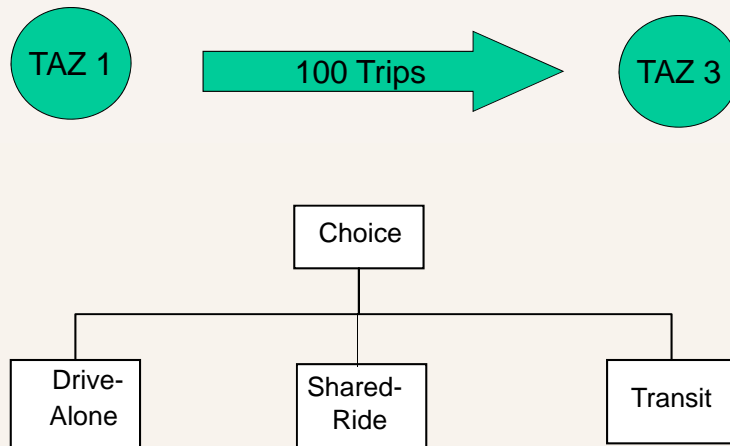 TAZ 1
100 Trips
TAZ 3
Choice
Drive-
Alone
Shared-
Ride
Transit